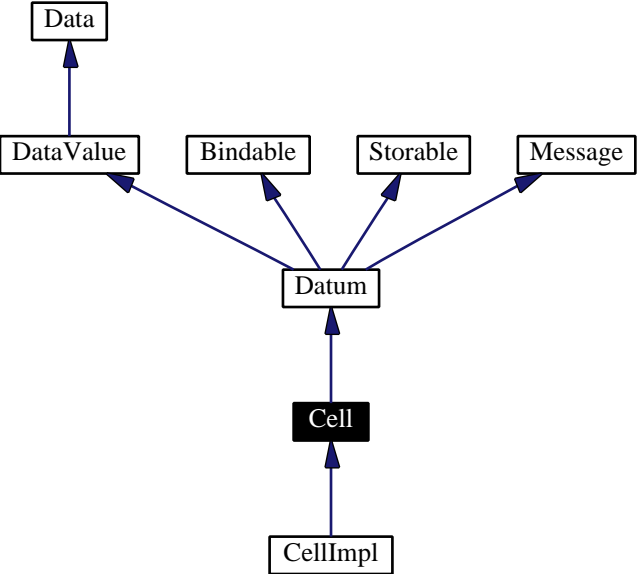 Data
DataValue
Bindable
Storable
Message
Datum
Cell
CellImpl